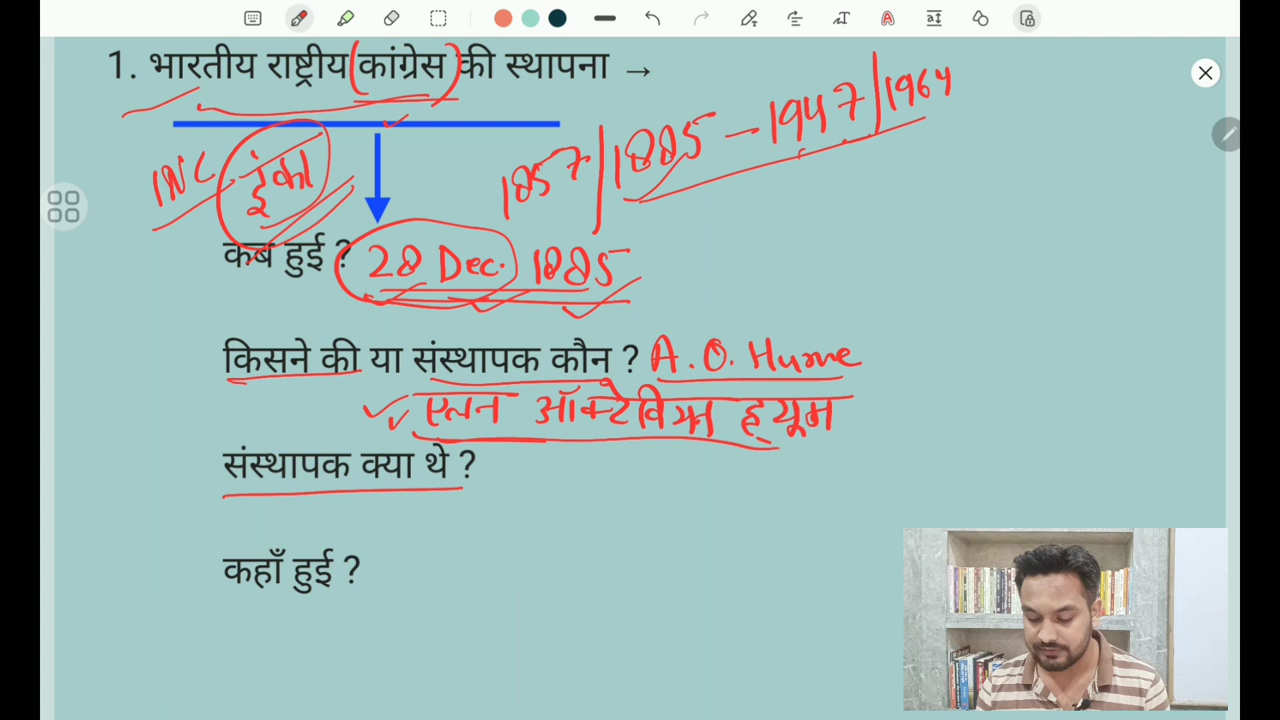 1. भारतीय राष्ट्रीय (कांग्रेस) की स्थापना →
1857 | 1885 - 1947 | 1964
INC इंका
कब हुई ? 28 Dec. 1885
किसने की या संस्थापक कौन ? A. O. Hume
एलन ऑक्टेवियन ह्यूम
संस्थापक क्या थे ?
कहाँ हुई ?